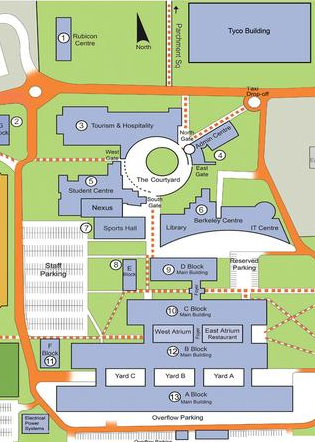 1
Rubicon
Centre
North
Parchment Sq
Tyco Building
Taxi
Drop-off
2
G
Block
3
Tourism & Hospitality
North
Gate
Admin Centre
4
West
Gate
East
Gate
The Courtyard
5
Student Centre
Nexus
South
Gate
6
Berkeley Centre
Library
IT Centre
7
Sports Hall
Staff
Parking
8
E
Block
9
D Block
Main Building
Reserved
Parking
10
C Block
Main Building
West Atrium
Foyer
East Atrium
Restaurant
F
Block
11
12
B Block
Main Building
Yard C
Yard B
Yard A
13
A Block
Main Building
Overflow Parking
Electrical
Power
Systems